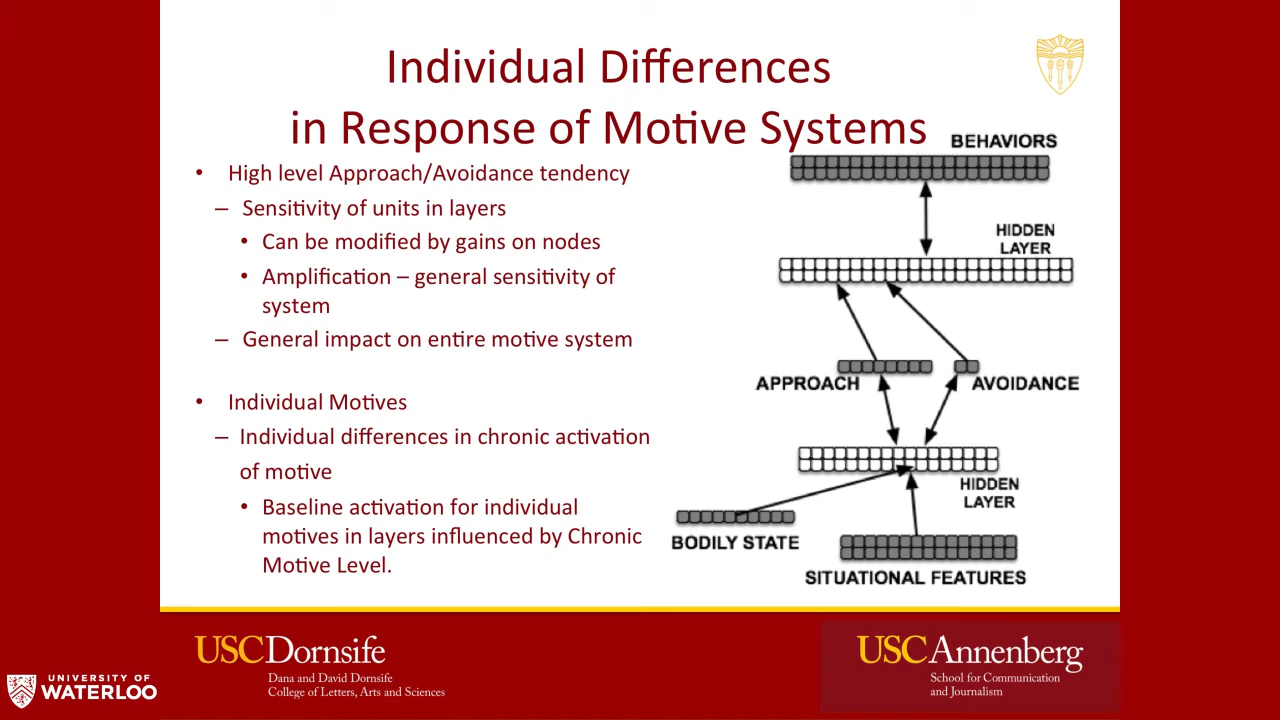 Individual Differences
in Response of Motive Systems
• High level Approach/Avoidance tendency
– Sensitivity of units in layers
• Can be modified by gains on nodes
• Amplification – general sensitivity of
system
– General impact on entire motive system
• Individual Motives
– Individual differences in chronic activation
of motive
• Baseline activation for individual
motives in layers influenced by Chronic
Motive Level.
BEHAVIORS
HIDDEN
LAYER
APPROACH
AVOIDANCE
HIDDEN
LAYER
BODILY STATE
SITUATIONAL FEATURES
USCDornsife
Dana and David Dornsife
College of Letters, Arts and Sciences
USCAnnenberg
School for Communication
and Journalism
UNIVERSITY OF
WATERLOO